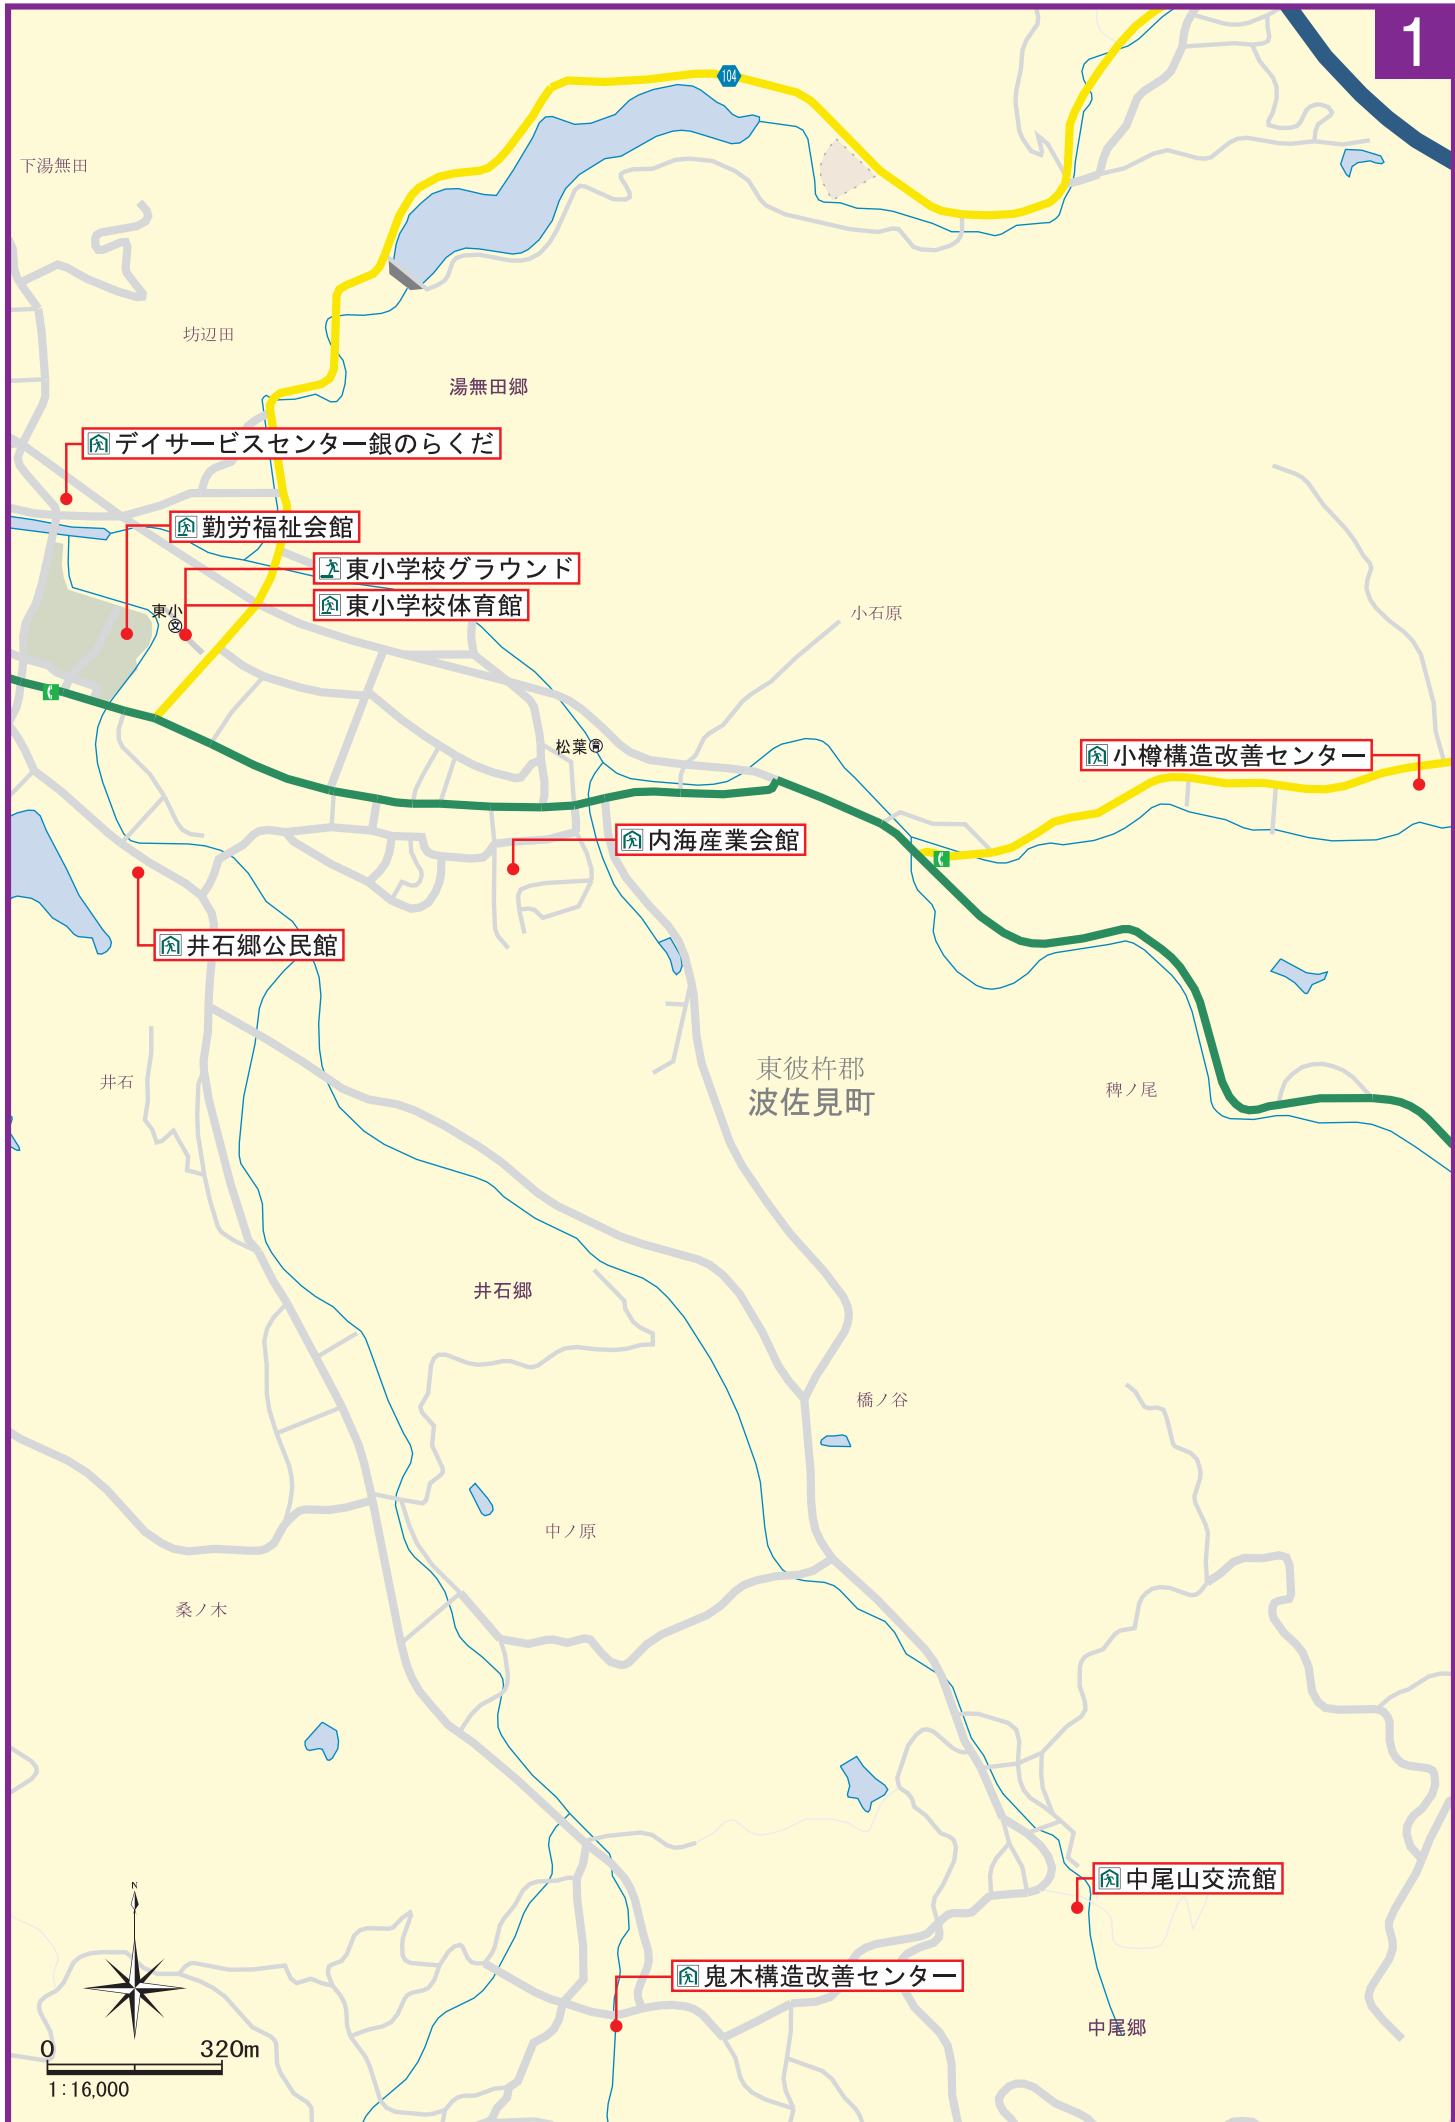 1
104
下湯無田
坊辺田
湯無田郷
デイサービスセンター銀のらくだ
勤労福祉会館
東小学校グラウンド
東小学校体育館
東小
文
小石原
松葉
小樽構造改善センター
内海産業会館
井石郷公民館
東彼杵郡
波佐見町
井石
稗ノ尾
井石郷
橋ノ谷
中ノ原
桑ノ木
中尾山交流館
鬼木構造改善センター
中尾郷
N
0 320m
1:16,000